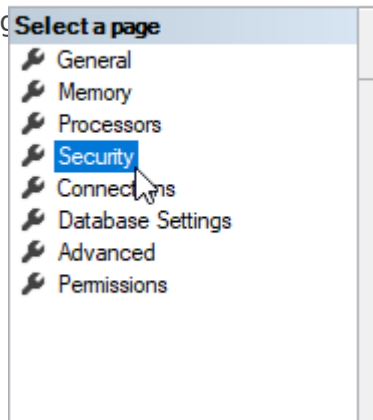 Select a page
General
Memory
Processors
Security
Connections
Database Settings
Advanced
Permissions